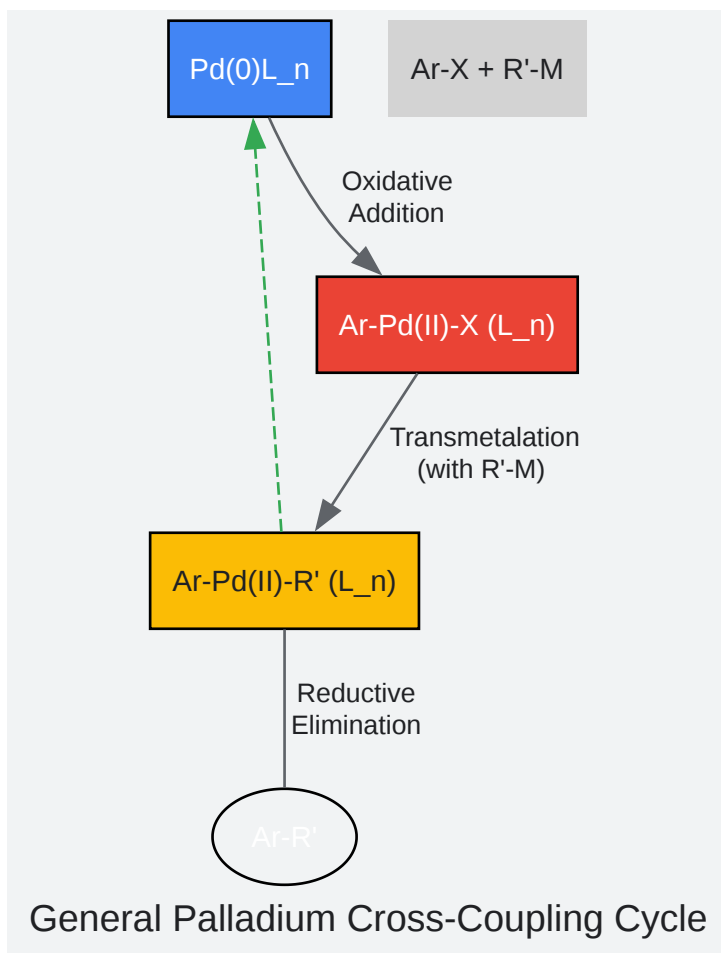 Pd(0)L_n
Ar-X + R'-M
Oxidative
Addition
Ar-Pd(II)-X (L_n)
Transmetalation
(with R'-M)
Ar-Pd(II)-R' (L_n)
Reductive
Elimination
Ar-R'
General Palladium Cross-Coupling Cycle